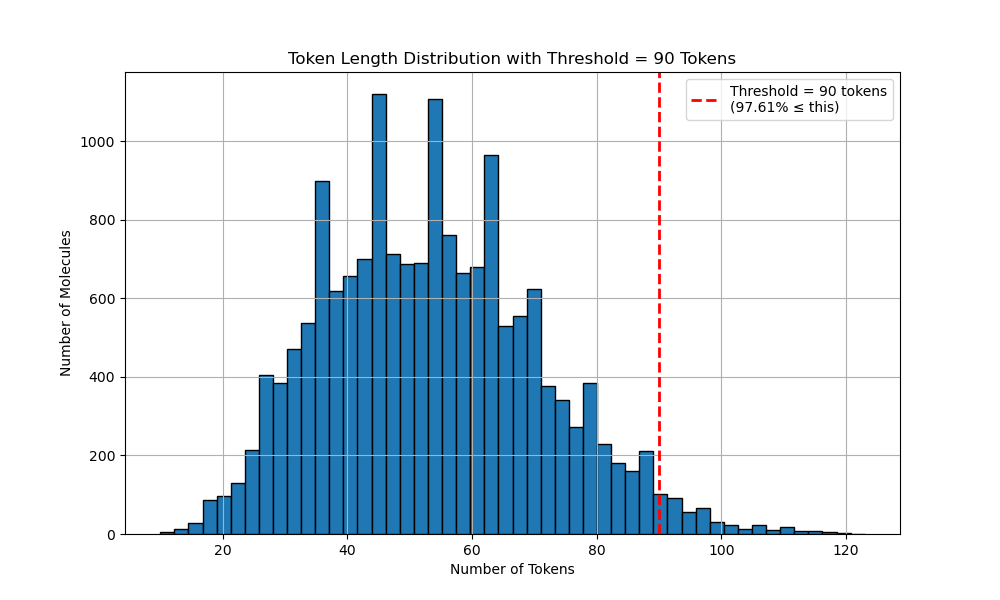 Token Length Distribution with Threshold = 90 Tokens
Threshold = 90 tokens
(97.61% ≤ this)
Number of Molecules
1000
800
600
400
200
0
20 40 60 80 100 120
Number of Tokens